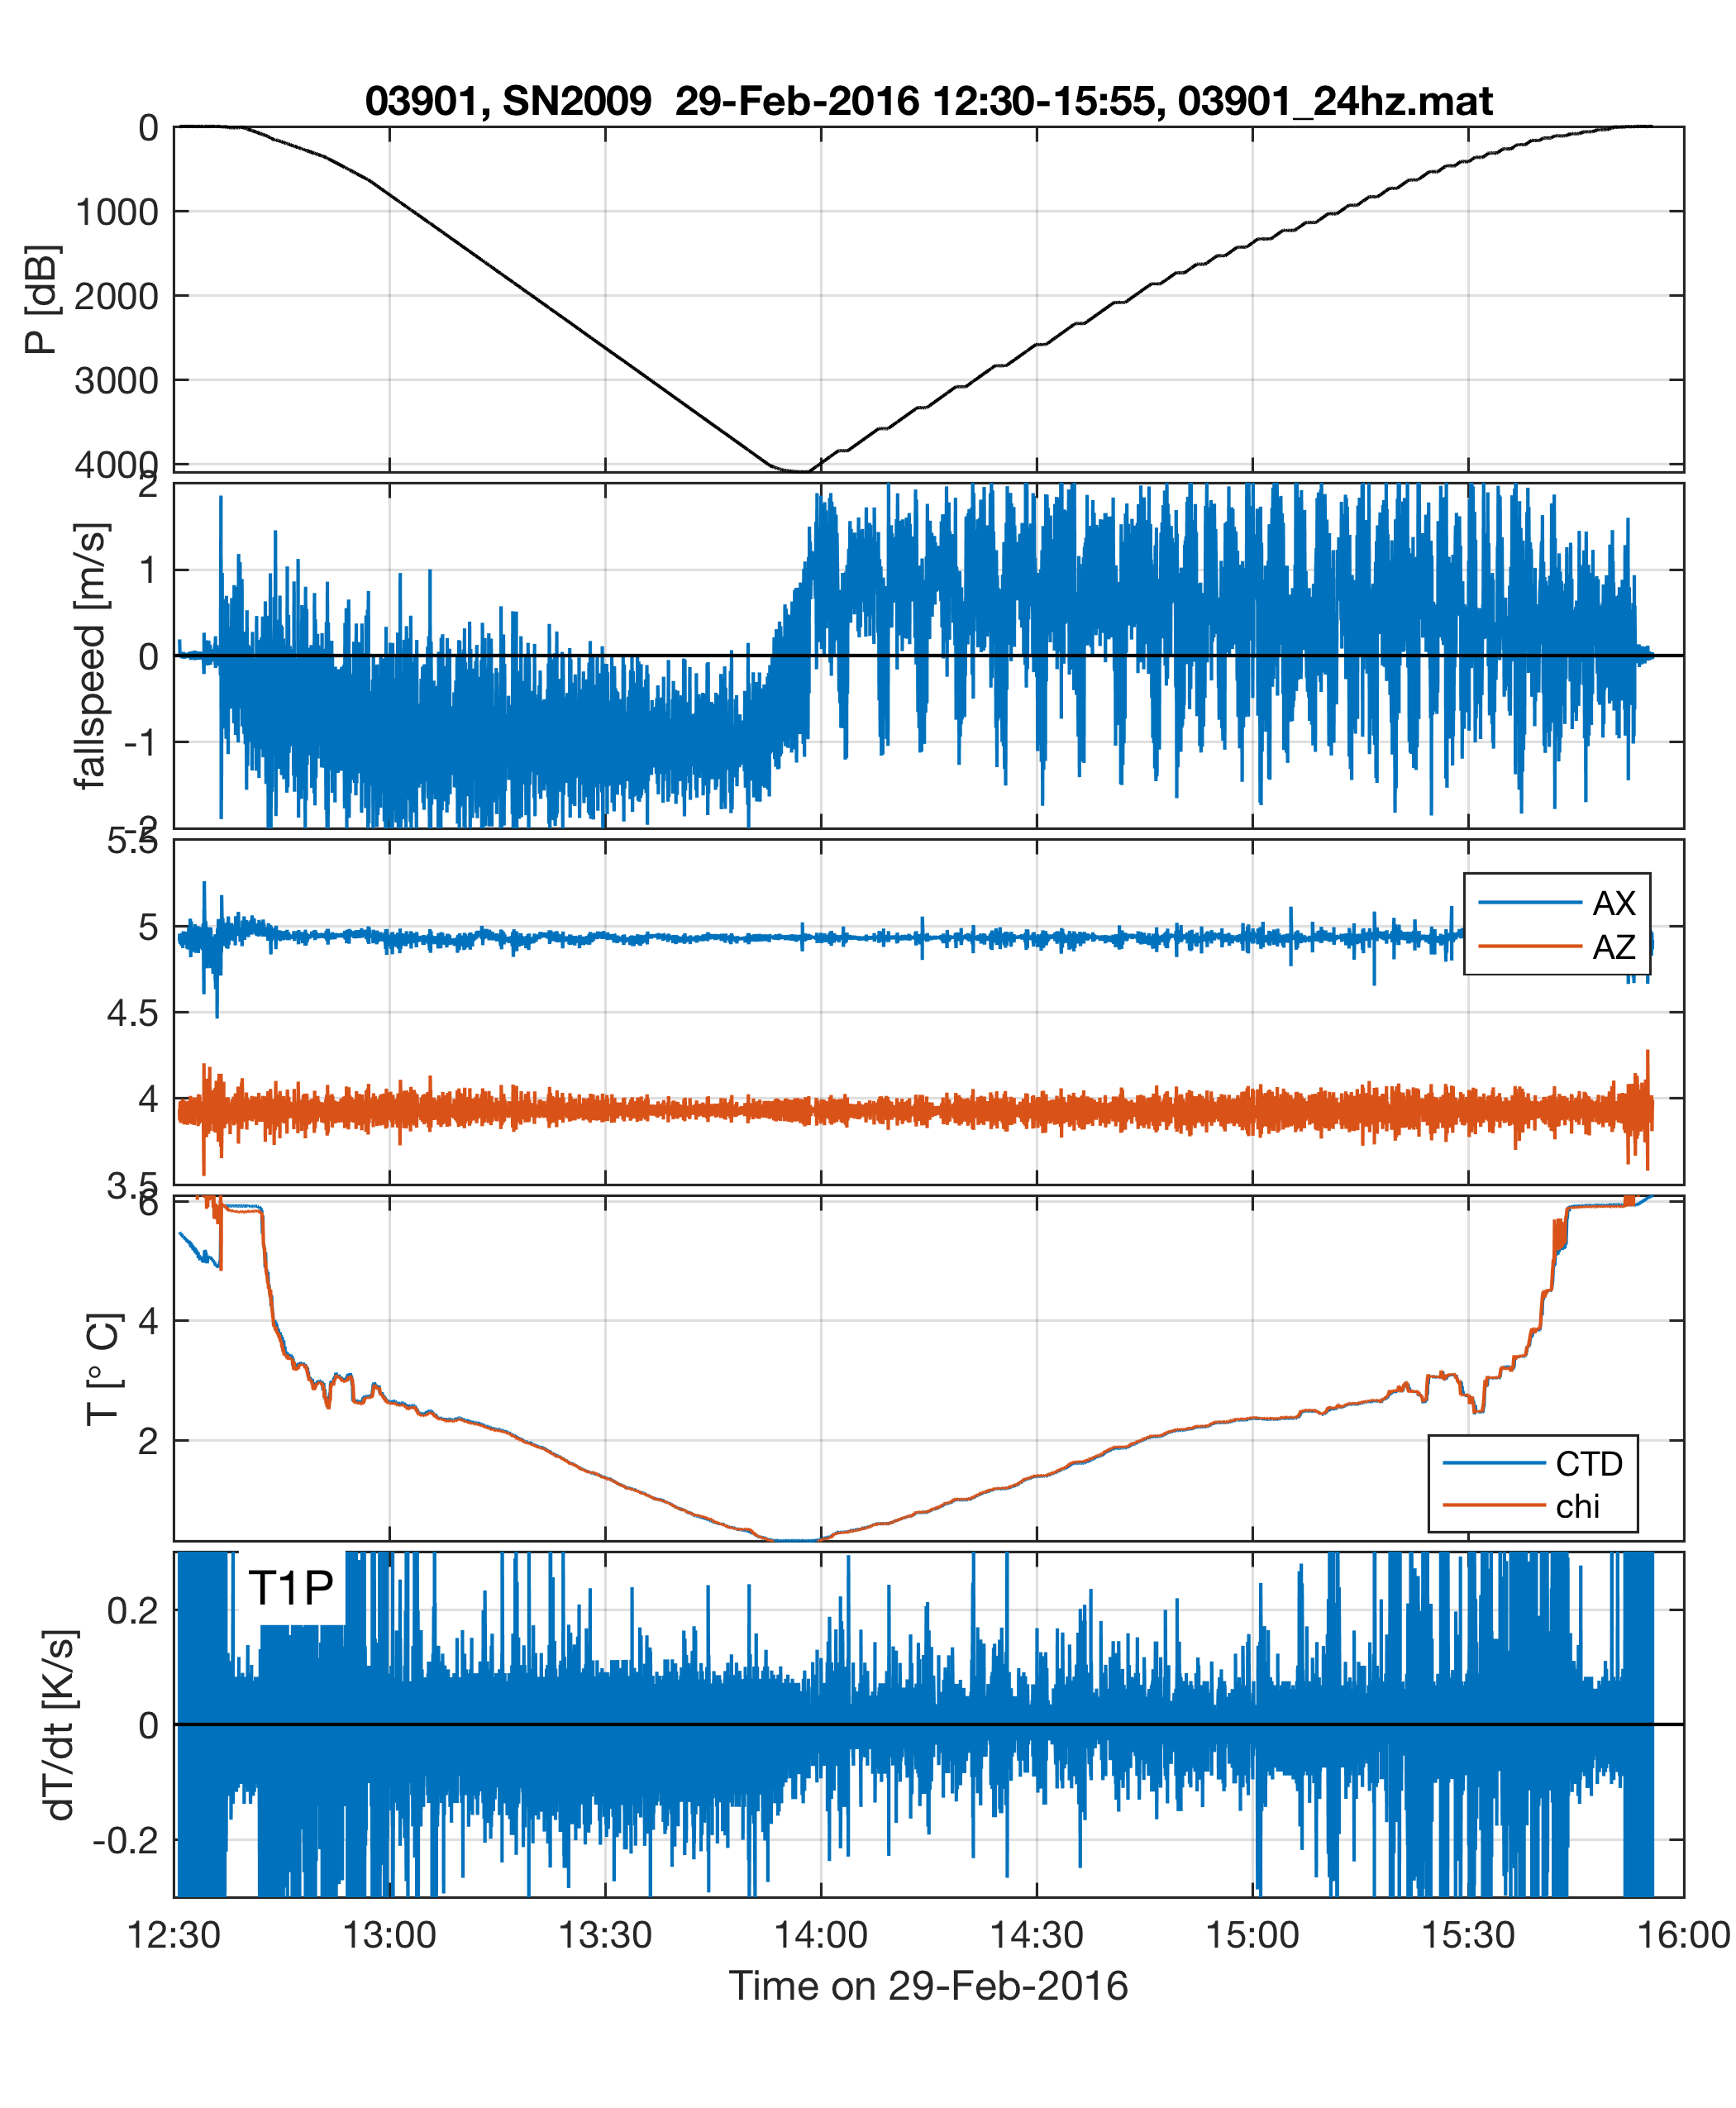 03901, SN2009  29-Feb-2016 12:30-15:55, 03901_24hz.mat
0
1000
2000
3000
4000
P [dB]
2
1
0
-1
-2
fallspeed [m/s]
5.5
5
4.5
4
3.5
AX
AZ
6
4
2
T [° C]
CTD
chi
T1P
0.2
0
-0.2
dT/dt [K/s]
12:30 13:00 13:30 14:00 14:30 15:00 15:30 16:00
Time on 29-Feb-2016